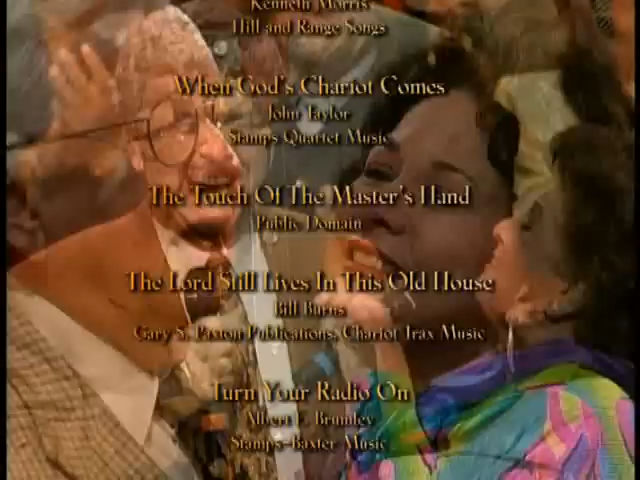 Kenneth Morris
Hill and Range Songs
When God's Chariot Comes
John Taylor
Stamps Quartet Music
The Touch Of The Master's Hand
Public Domain
The Lord Still Lives In This Old House
Bill Burns
Gary S. Paxton Publications, Chariot Trax Music
Turn Your Radio On
Albert E. Brumley
Stamps-Baxter Music